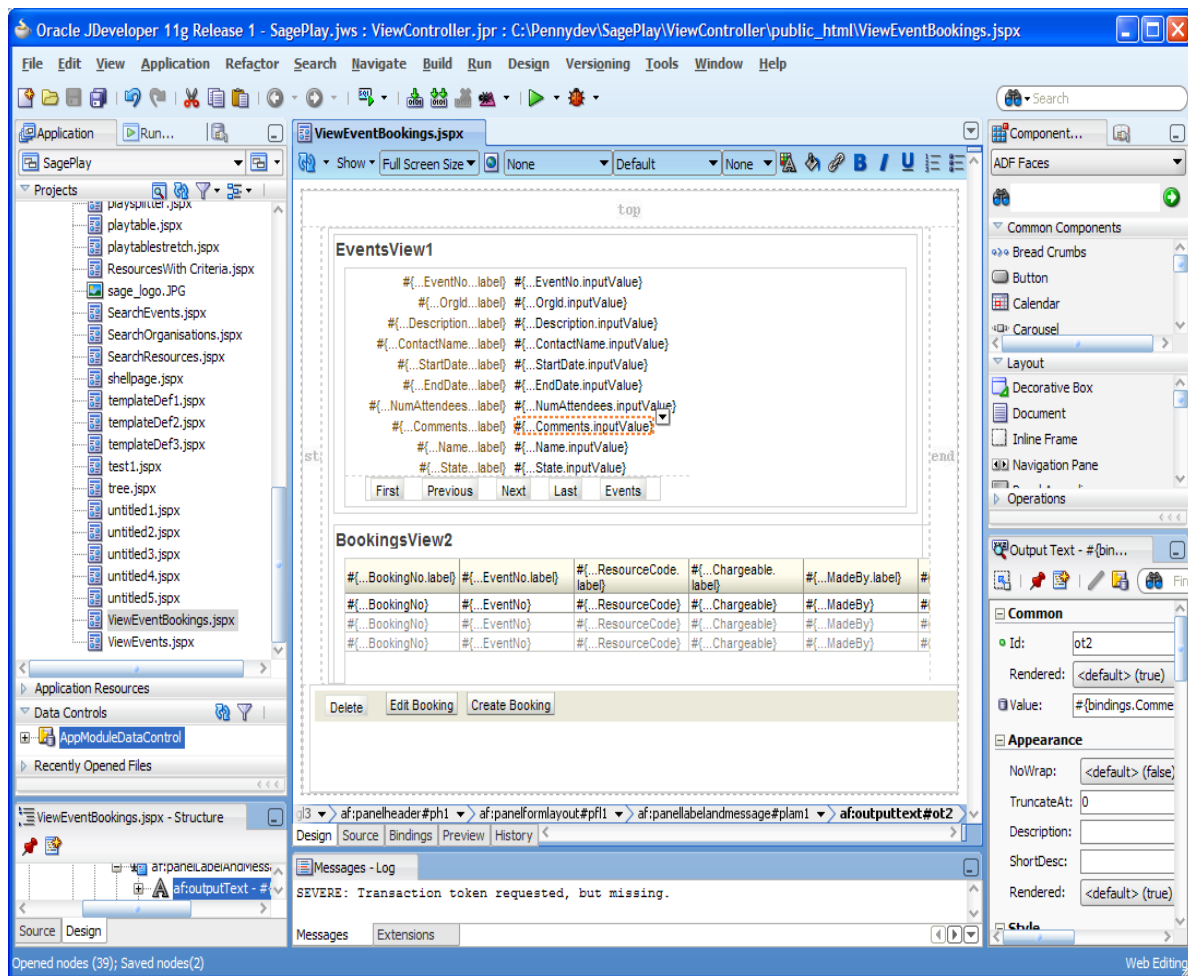 Oracle JDeveloper 11g Release 1 - SagePlay.jws : ViewController.jpr : C:\Pennydev\SagePlay\ViewController\public_html\ViewEventBookings.jspx
File Edit View Application Refactor Search Navigate Build Run Design Versioning Tools Window Help
Search
Application Run...
SagePlay
Projects
playsplitter.jspx
playtable.jspx
playtablestretch.jspx
ResourcesWith Criteria.jspx
sage_logo.JPG
SearchEvents.jspx
SearchOrganisations.jspx
SearchResources.jspx
shellpage.jspx
templateDef1.jspx
templateDef2.jspx
templateDef3.jspx
test1.jspx
tree.jspx
untitled1.jspx
untitled2.jspx
untitled3.jspx
untitled4.jspx
untitled5.jspx
ViewEventBookings.jspx
ViewEvents.jspx
Application Resources
Data Controls
AppModuleDataControl
Recently Opened Files
ViewEventBookings.jspx - Structure
af:panelLabelAndMess
af:outputText - #{
Source Design
Opened nodes (39); Saved nodes(2)
ViewEventBookings.jspx
Show Full Screen Size None Default None B I U
top
EventsView1
#{...EventNo...label} #{...EventNo.inputValue}
#{...OrgId...label} #{...OrgId.inputValue}
#{...Description...label} #{...Description.inputValue}
#{...ContactName...label} #{...ContactName.inputValue}
#{...StartDate...label} #{...StartDate.inputValue}
#{...EndDate...label} #{...EndDate.inputValue}
#{...NumAttendees...label} #{...NumAttendees.inputValue}
#{...Comments...label} #{...Comments.inputValue}
#{...Name...label} #{...Name.inputValue}
#{...State...label} #{...State.inputValue}
st
end
First Previous Next Last Events
BookingsView2
#{...BookingNo.label} #{...EventNo.label} #{...ResourceCode.label} #{...Chargeable.label} #{...MadeBy.label} #{
#{...BookingNo} #{...EventNo} #{...ResourceCode} #{...Chargeable} #{...MadeBy} #{
#{...BookingNo} #{...EventNo} #{...ResourceCode} #{...Chargeable} #{...MadeBy} #{
#{...BookingNo} #{...EventNo} #{...ResourceCode} #{...Chargeable} #{...MadeBy} #{
Delete Edit Booking Create Booking
gl3 af:panelheader#ph1 af:panelformlayout#pfl1 af:panellabelandmessage#plam1 af:outputtext#ot2
Design Source Bindings Preview History
Messages - Log
SEVERE: Transaction token requested, but missing.
Messages Extensions
Component...
ADF Faces
Common Components
Bread Crumbs
Button
Calendar
Carousel
Layout
Decorative Box
Document
Inline Frame
Navigation Pane
Operations
Output Text - #{bin...
Fin
Common
Id: ot2
Rendered: <default> (true)
Value: #{bindings.Comme
Appearance
NoWrap: <default> (false)
TruncateAt: 0
Description:
ShortDesc:
Rendered: <default> (true)
Style
Web Editing